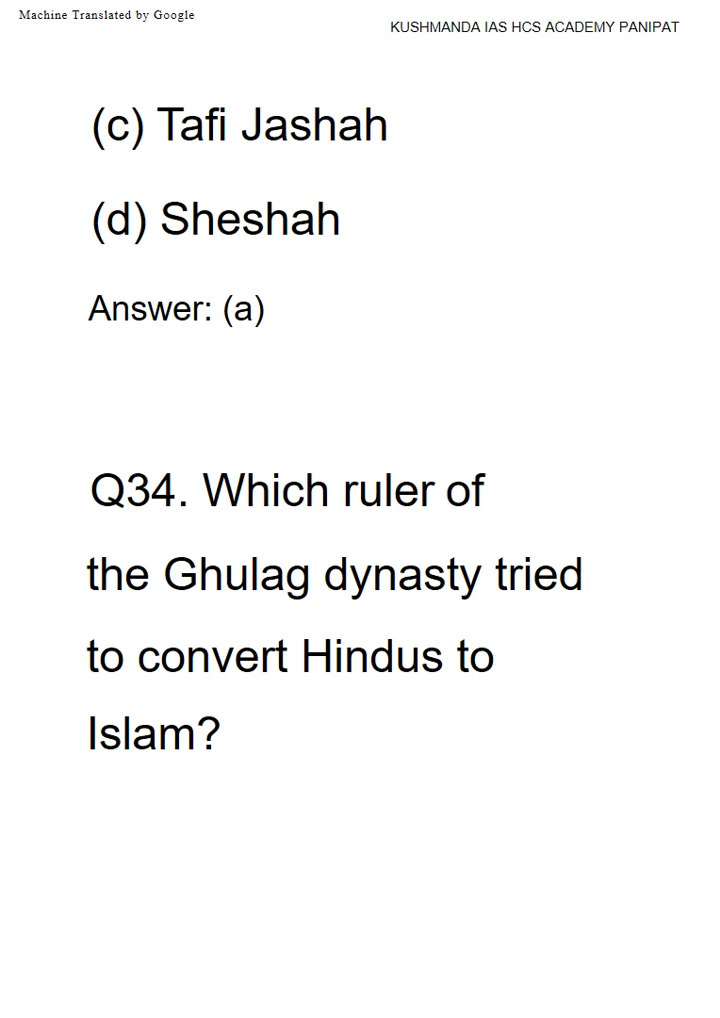 Machine Translated by Google
KUSHMANDA IAS HCS ACADEMY PANIPAT
(c) Tafi Jashah
(d) Sheshah
Answer: (a)
Q34. Which ruler of
the Ghulag dynasty tried
to convert Hindus to
Islam?